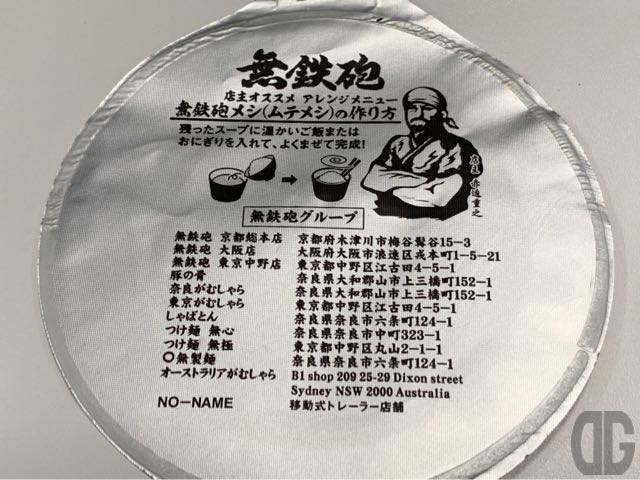 無鉄砲
店主オススメ アレンジメニュー
無鉄砲メシ(ムテメシ)の作り方
残ったスープに温かいご飯または
おにぎりを入れて、よくまぜて完成!
店主 赤迫重之
無鉄砲グループ
無鉄砲 京都総本店 京都府木津川市梅谷髯谷15-3
無鉄砲 大阪店 大阪府大阪市浪速区戎本町1-5-21
無鉄砲 東京中野店 東京都中野区江古田4-5-1
豚の骨 奈良県大和郡山市上三橋町152-1
奈良がむしゃら 奈良県大和郡山市上三橋町152-1
東京がむしゃら 東京都中野区江古田4-5-1
しゃばとん 奈良県奈良市六条町124-1
つけ麺 無心 奈良県奈良市中町323-1
つけ麺 無極 東京都中野区丸山2-1-1
〇無製麺 奈良県奈良市六条町124-1
オーストラリアがむしゃら B1 shop 209 25-29 Dixon street
Sydney NSW 2000 Australia
NO-NAME 移動式トレーラー店舗
DG